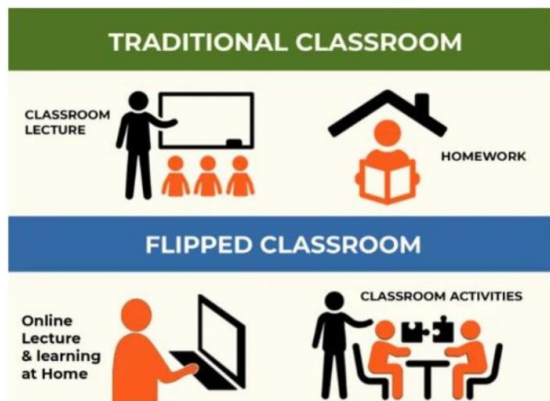 TRADITIONAL CLASSROOM
CLASSROOM
LECTURE
HOMEWORK
FLIPPED CLASSROOM
Online
Lecture
& learning
at Home
CLASSROOM ACTIVITIES